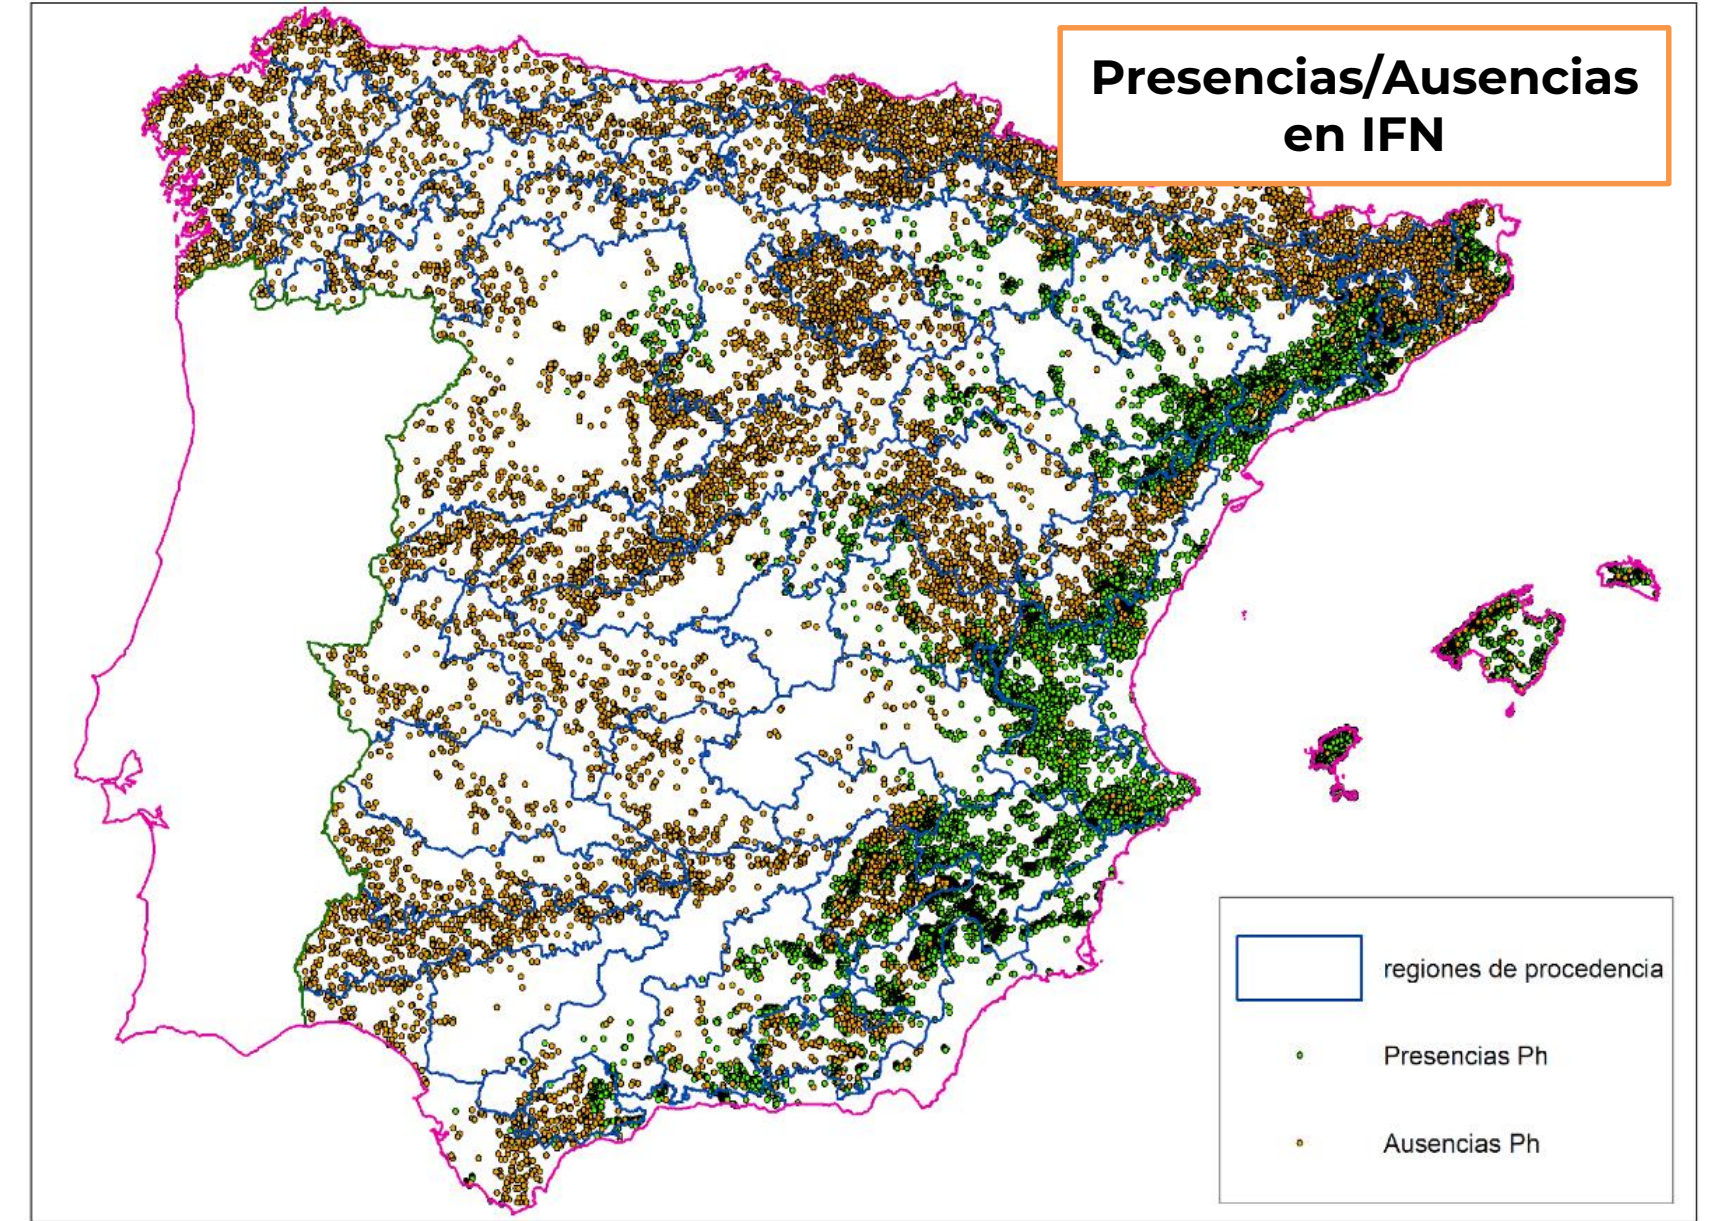 Presencias/Ausencias
en IFN
regiones de procedencia
Presencias Ph
Ausencias Ph